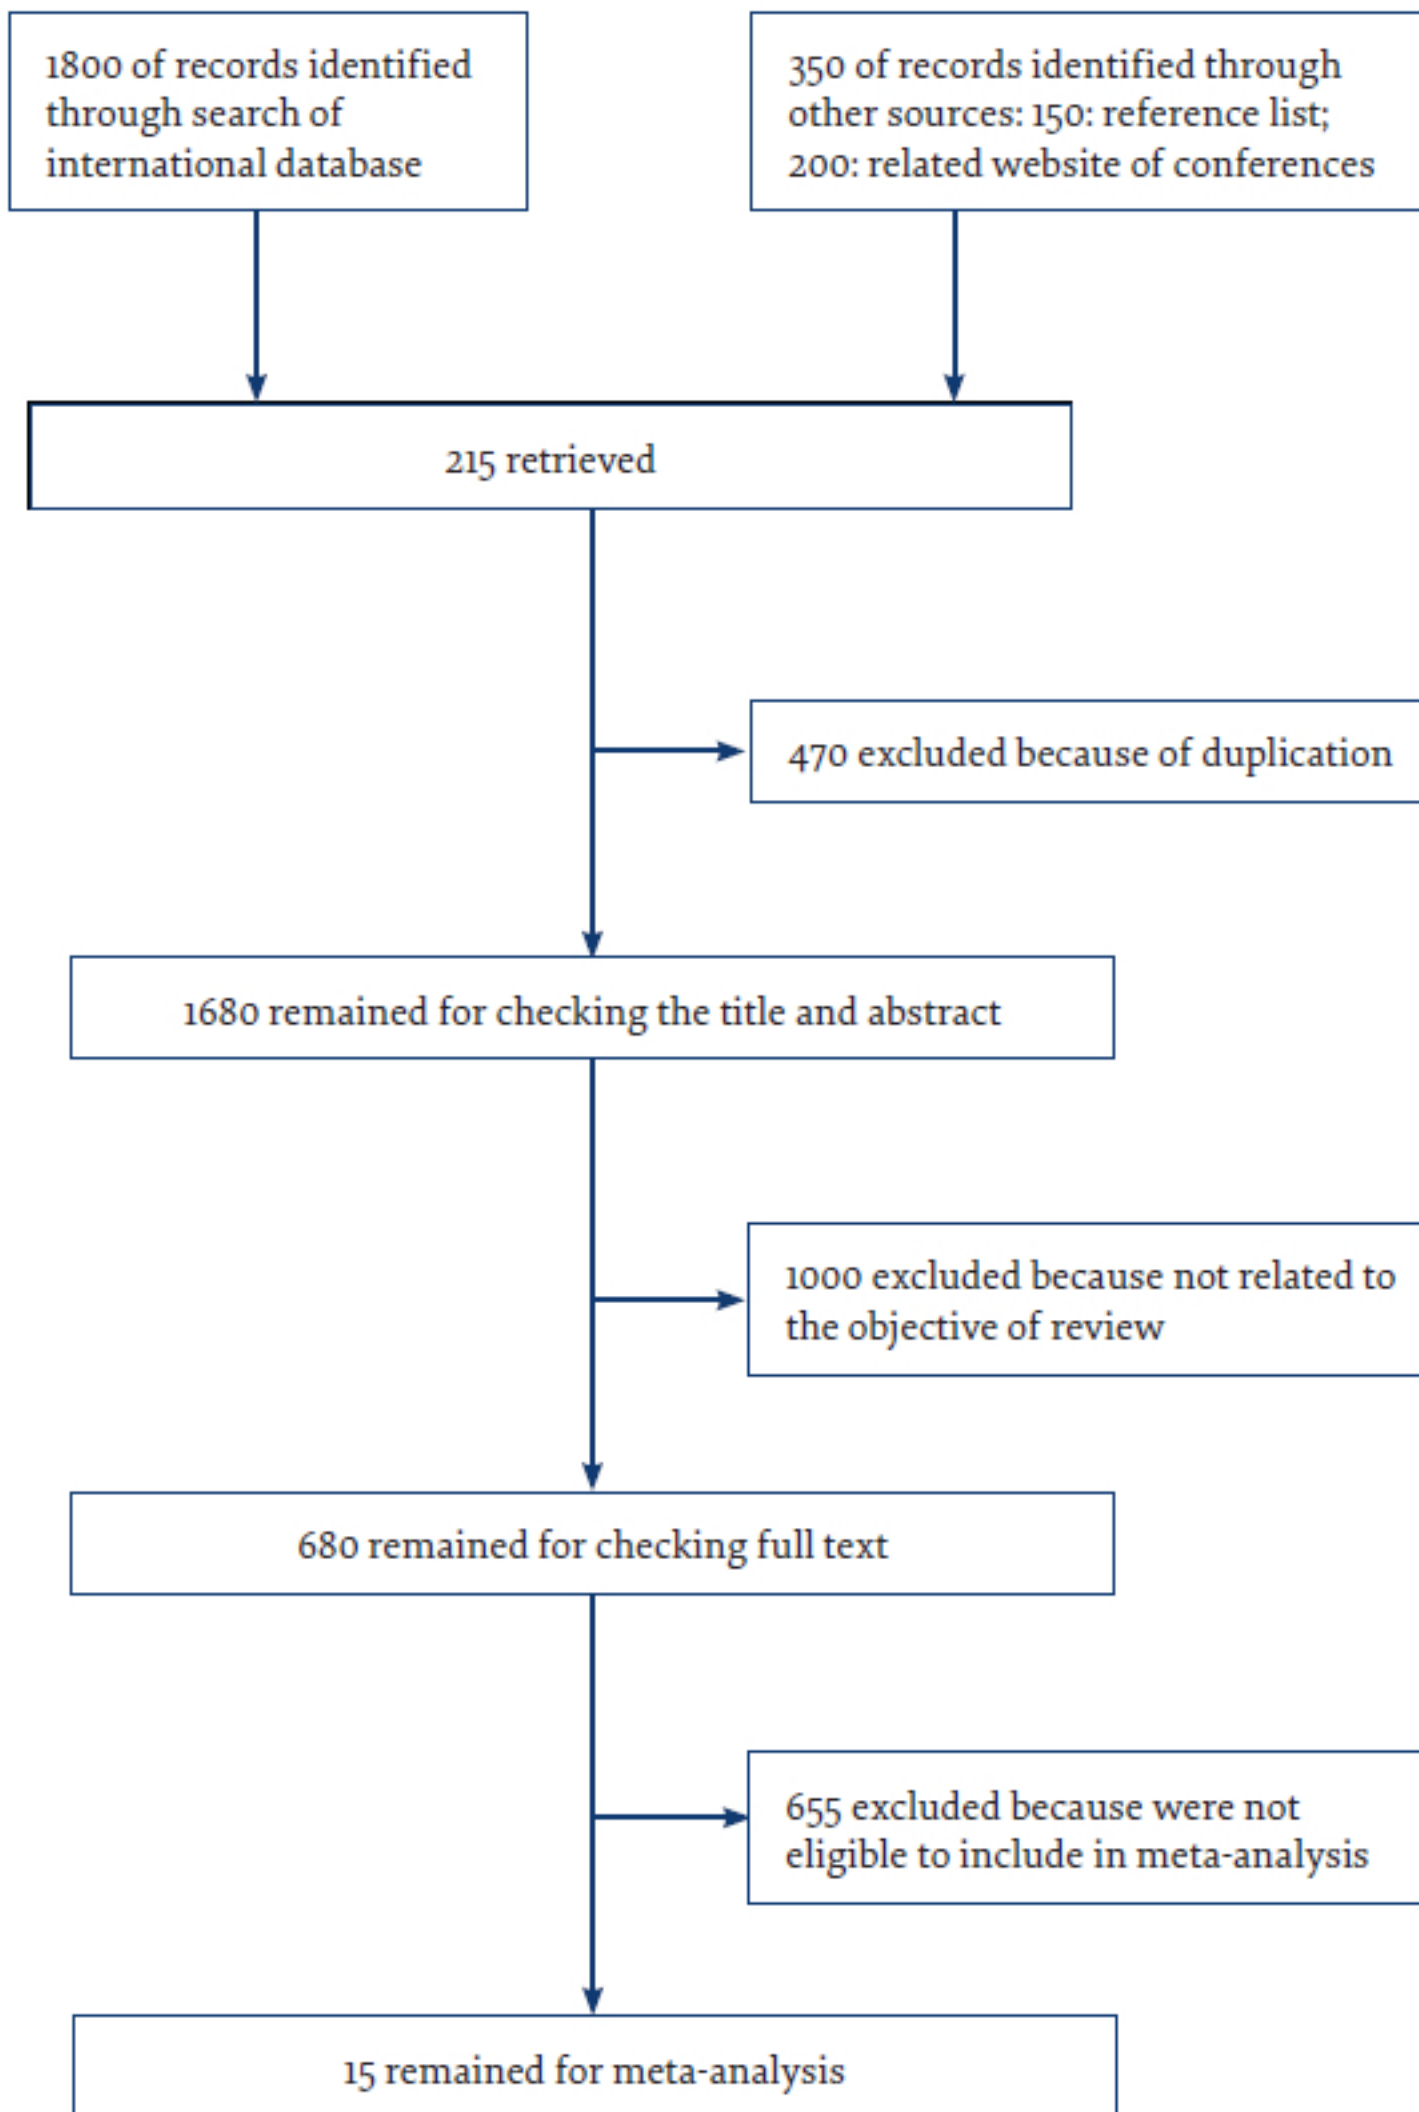 1800 of records identified
through search of
international database
350 of records identified through
other sources: 150: reference list;
200: related website of conferences
215 retrieved
470 excluded because of duplication
1680 remained for checking the title and abstract
1000 excluded because not related to
the objective of review
680 remained for checking full text
655 excluded because were not
eligible to include in meta-analysis
15 remained for meta-analysis